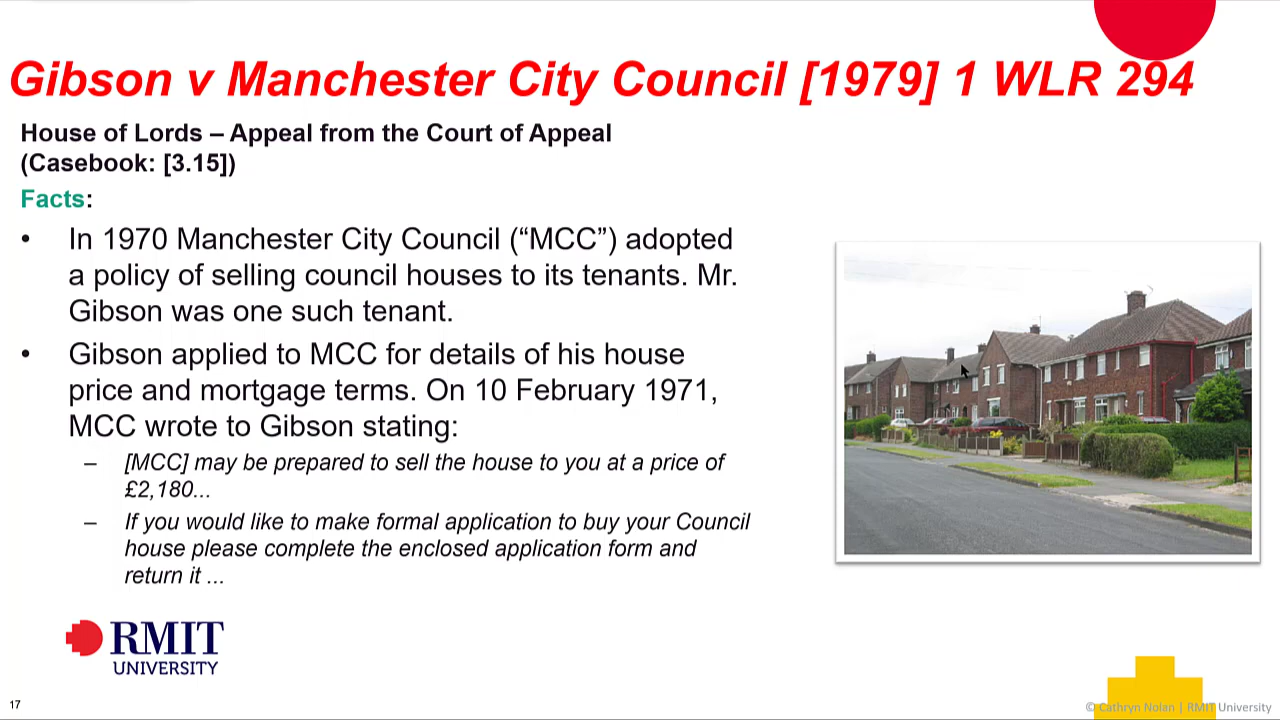 Gibson v Manchester City Council [1979] 1 WLR 294
House of Lords – Appeal from the Court of Appeal
(Casebook: [3.15])
Facts:
• In 1970 Manchester City Council (“MCC”) adopted
a policy of selling council houses to its tenants. Mr.
Gibson was one such tenant.
• Gibson applied to MCC for details of his house
price and mortgage terms. On 10 February 1971,
MCC wrote to Gibson stating:
– [MCC] may be prepared to sell the house to you at a price of
£2,180...
– If you would like to make formal application to buy your Council
house please complete the enclosed application form and
return it ...
RMIT
UNIVERSITY
17
© Cathryn Nolan | RMIT University